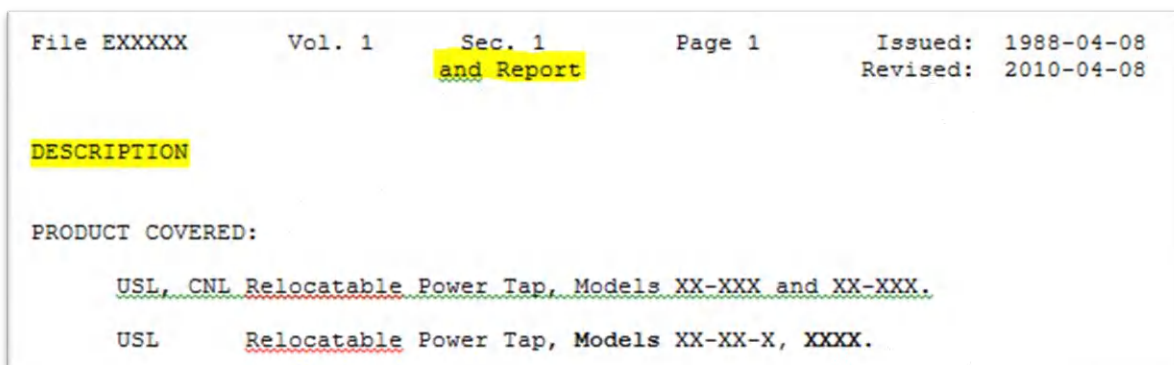 File EXXXXX Vol. 1 Sec. 1 Page 1 Issued: 1988-04-08
and Report Revised: 2010-04-08
DESCRIPTION
PRODUCT COVERED:
USL, CNL Relocatable Power Tap, Models XX-XXX and XX-XXX.
USL Relocatable Power Tap, Models XX-XX-X, XXXX.